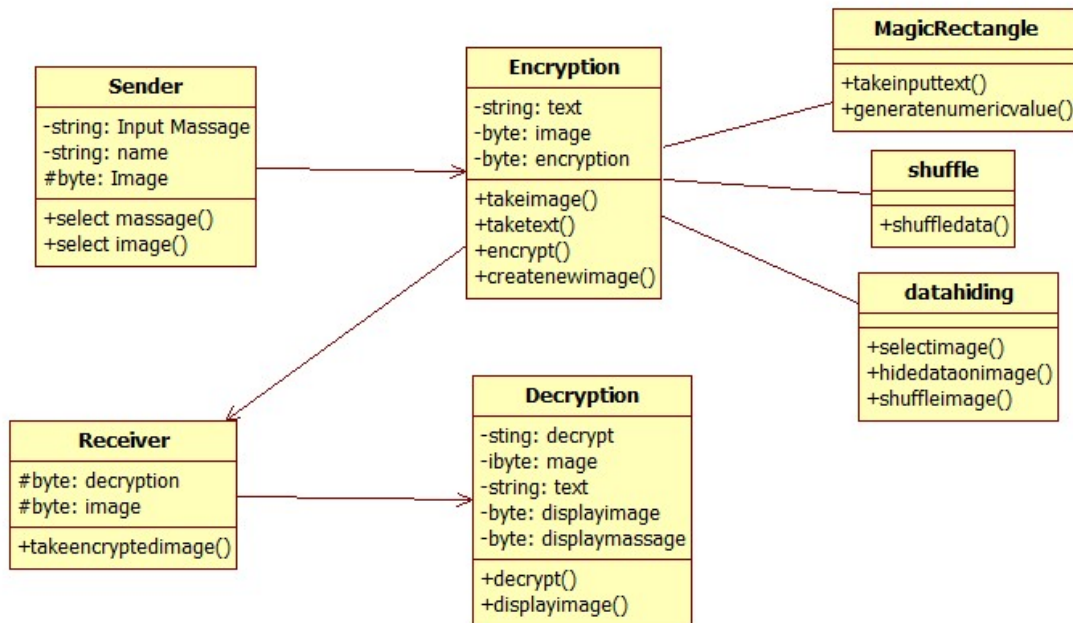 Sender
-string: Input Massage
-string: name
#byte: Image
+select massage()
+select image()
Encryption
-string: text
-byte: image
-byte: encryption
+takeimage()
+taketext()
+encrypt()
+createnewimage()
MagicRectangle
+takeinputtext()
+generatenumericvalue()
shuffle
+shuffledata()
datahiding
+selectimage()
+hidedataonimage()
+shuffleimage()
Receiver
#byte: decryption
#byte: image
+takeencryptedimage()
Decryption
-sting: decrypt
-ibyte: mage
-string: text
-byte: displayimage
-byte: displaymassage
+decrypt()
+displayimage()